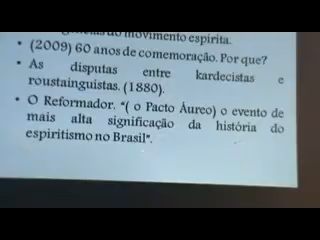 do movimento espírita.
• (2009) 60 anos de comemoração. Por que?
• As disputas entre kardecistas e
roustainguistas. (1880).
• O Reformador. "( o Pacto Áureo) o evento de
mais alta significação da história do
espiritismo no Brasil".